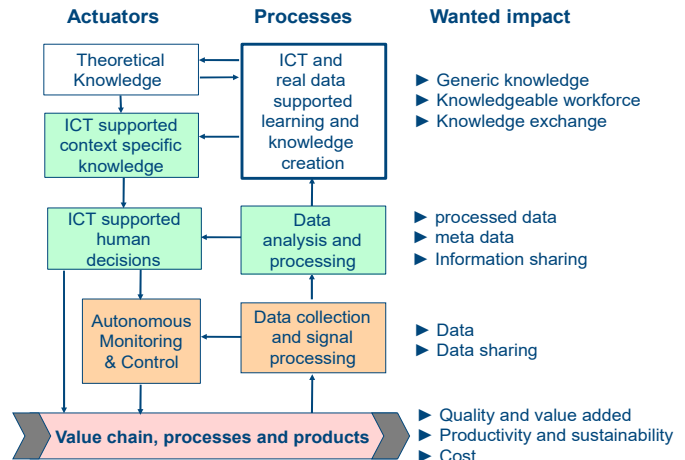 Actuators
Processes
Wanted impact
Theoretical
Knowledge
ICT and
real data
supported
learning and
knowledge
creation
► Generic knowledge
► Knowledgeable workforce
► Knowledge exchange
ICT supported
context specific
knowledge
ICT supported
human
decisions
Data
analysis and
processing
► processed data
► meta data
► Information sharing
Autonomous
Monitoring
& Control
Data collection
and signal
processing
► Data
► Data sharing
Value chain, processes and products
► Quality and value added
► Productivity and sustainability
► Cost